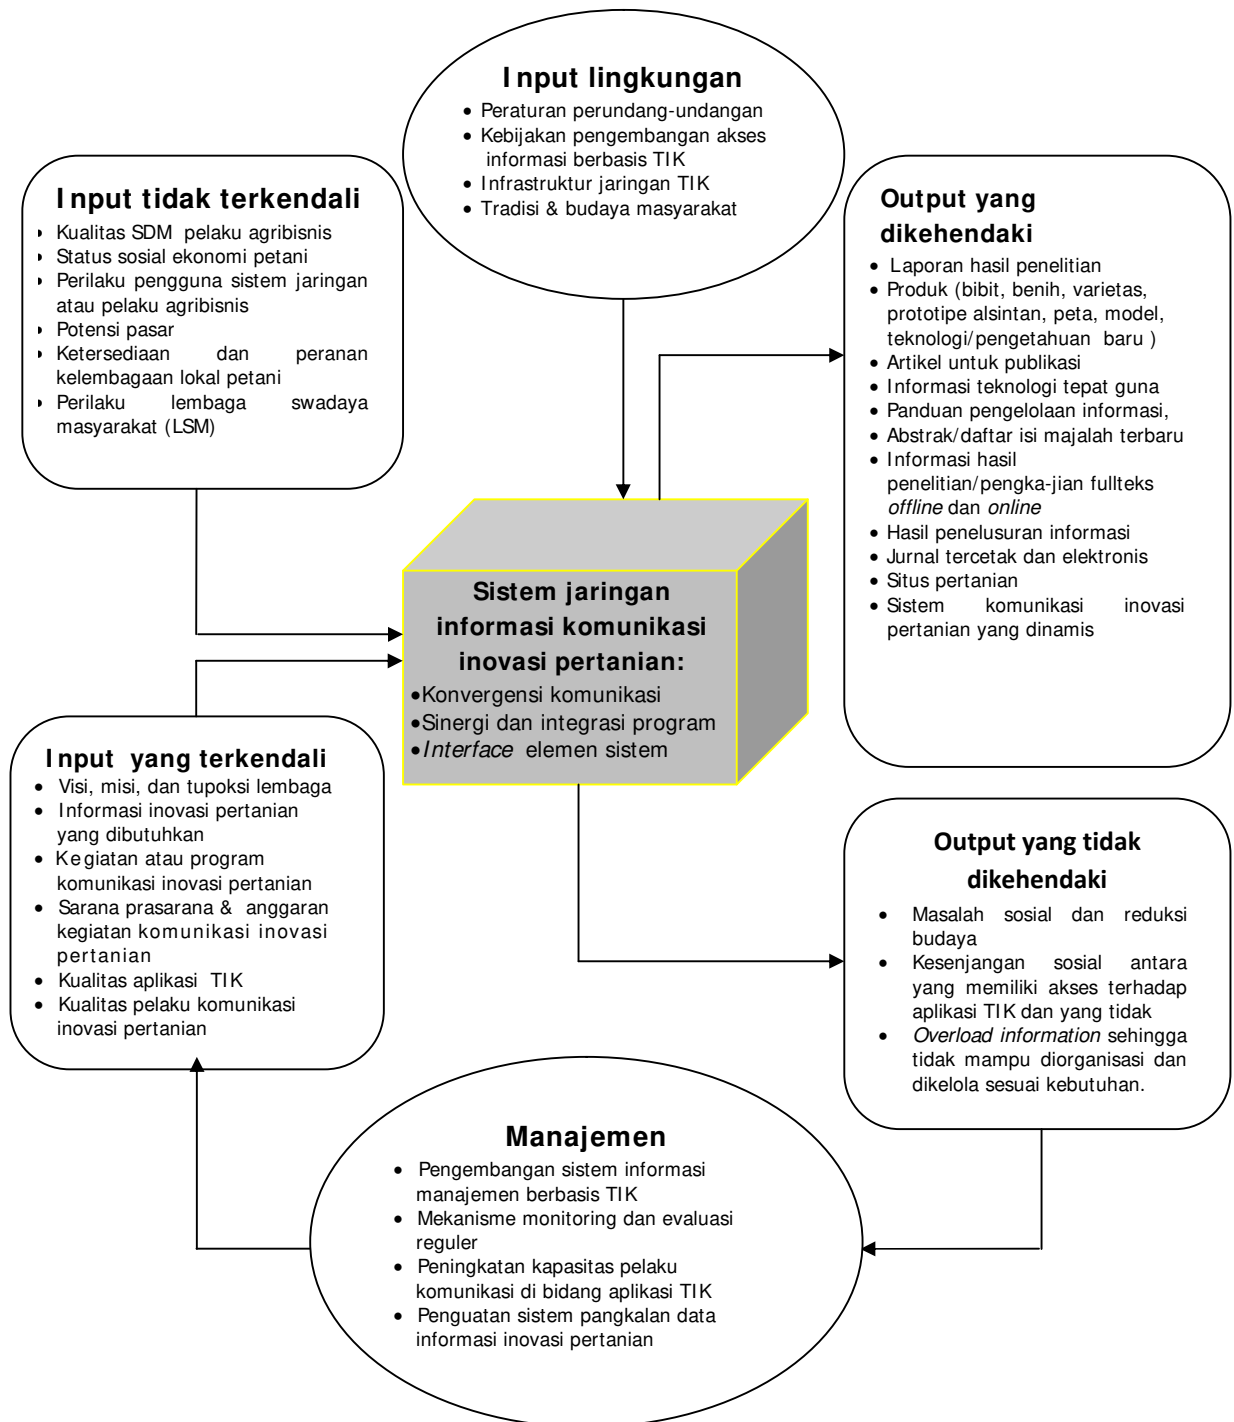 Input lingkungan
• Peraturan perundang-undangan
• Kebijakan pengembangan akses
informasi berbasis TIK
• Infrastruktur jaringan TIK
• Tradisi & budaya masyarakat
Input tidak terkendali
• Kualitas SDM pelaku agribisnis
• Status sosial ekonomi petani
• Perilaku pengguna sistem jaringan
atau pelaku agribisnis
• Potensi pasar
• Ketersediaan dan peranan
kelembagaan lokal petani
• Perilaku lembaga swadaya
masyarakat (LSM)
Output yang
dikehendaki
• Laporan hasil penelitian
• Produk (bibit, benih, varietas,
prototipe alsintan, peta, model,
teknologi/pengetahuan baru )
• Artikel untuk publikasi
• Informasi teknologi tepat guna
• Panduan pengelolaan informasi,
• Abstrak/daftar isi majalah terbaru
• Informasi hasil
penelitian/pengka-jian fullteks
offline dan online
• Hasil penelusuran informasi
• Jurnal tercetak dan elektronis
• Situs pertanian
• Sistem komunikasi inovasi
pertanian yang dinamis
Sistem jaringan
informasi komunikasi
inovasi pertanian:
•Konvergensi komunikasi
•Sinergi dan integrasi program
•Interface elemen sistem
Input yang terkendali
• Visi, misi, dan tupoksi lembaga
• Informasi inovasi pertanian
yang dibutuhkan
• Kegiatan atau program
komunikasi inovasi pertanian
• Sarana prasarana & anggaran
kegiatan komunikasi inovasi
pertanian
• Kualitas aplikasi TIK
• Kualitas pelaku komunikasi
inovasi pertanian
Output yang tidak
dikehendaki
• Masalah sosial dan reduksi
budaya
• Kesenjangan sosial antara
yang memiliki akses terhadap
aplikasi TIK dan yang tidak
• Overload information sehingga
tidak mampu diorganisasi dan
dikelola sesuai kebutuhan.
Manajemen
• Pengembangan sistem informasi
manajemen berbasis TIK
• Mekanisme monitoring dan evaluasi
reguler
• Peningkatan kapasitas pelaku
komunikasi di bidang aplikasi TIK
• Penguatan sistem pangkalan data
informasi inovasi pertanian